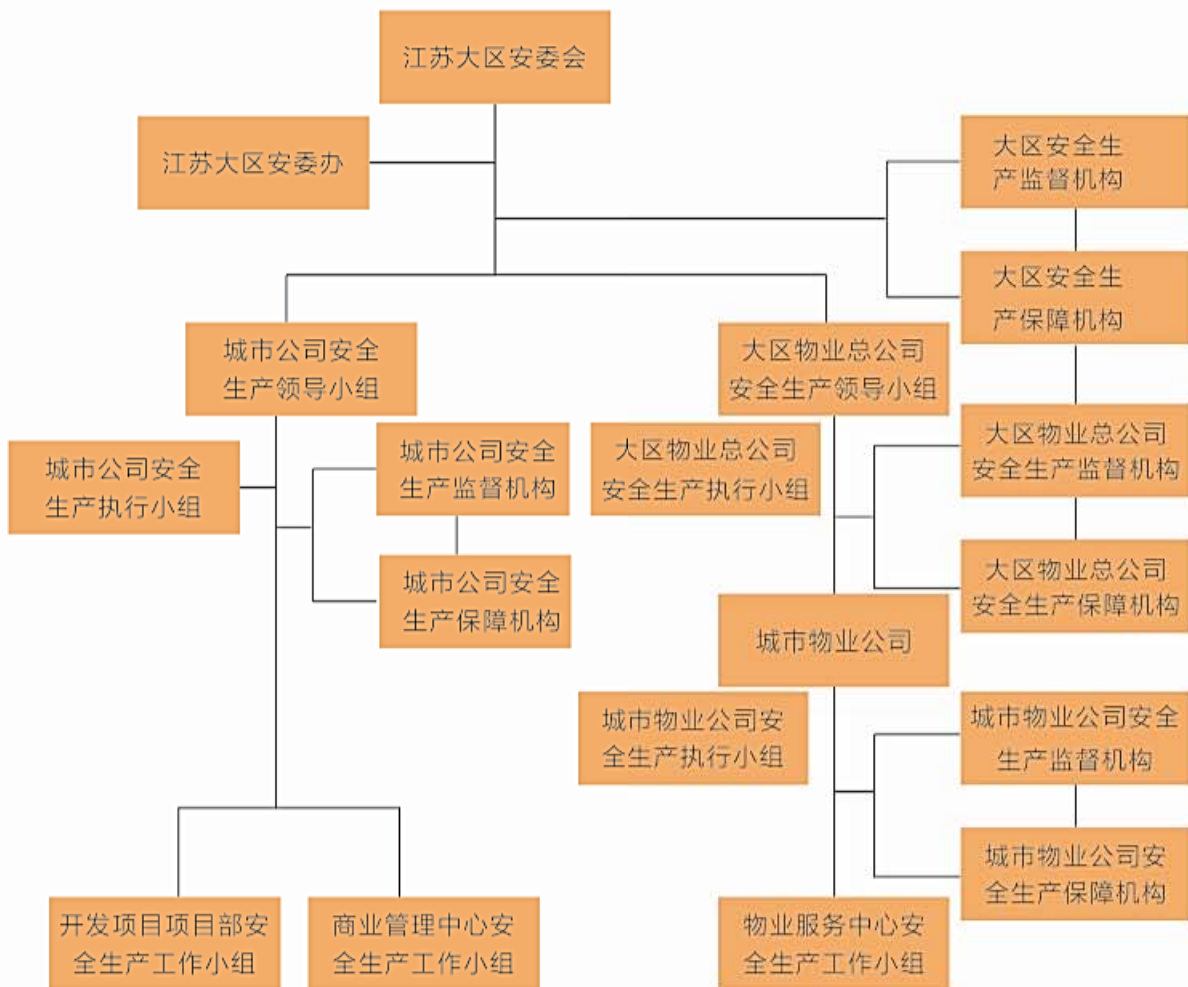 江苏大区安委会
江苏大区安委办
大区安全生
产监督机构
大区安全生
产保障机构
城市公司安全
生产领导小组
大区物业总公司
安全生产领导小组
城市公司安全
生产执行小组
城市公司安全
生产监督机构
大区物业总公司
安全生产执行小组
大区物业总公司
安全生产监督机构
城市公司安全
生产保障机构
大区物业总公司
安全生产保障机构
城市物业公司
城市物业公司安
全生产执行小组
城市物业公司安全
生产监督机构
城市物业公司安
全生产保障机构
开发项目项目部安
全生产工作小组
商业管理中心安
全生产工作小组
物业服务中心安
全生产工作小组